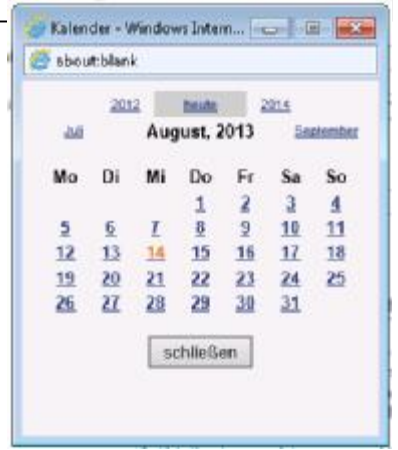 Kalender - Windows Intern...
about:blank
2012 heute 2014
Juli August, 2013 September
Mo Di Mi Do Fr Sa So
1 2 3 4
5 6 7 8 9 10 11
12 13 14 15 16 17 18
19 20 21 22 23 24 25
26 27 28 29 30 31
schließen